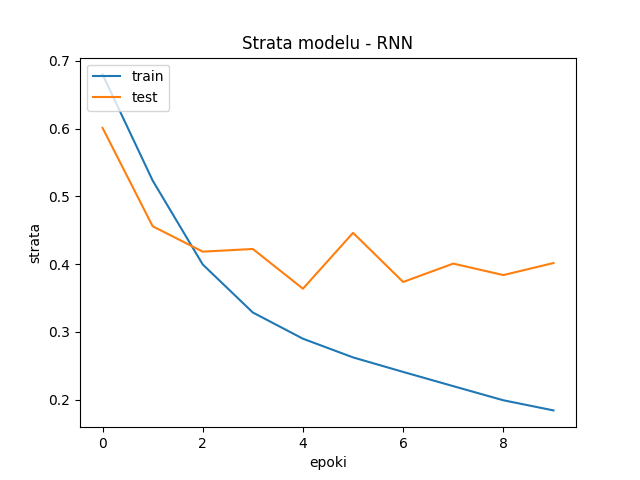 Strata modelu - RNN
train
test
strata
0.7
0.6
0.5
0.4
0.3
0.2
0 2 4 6 8
epoki